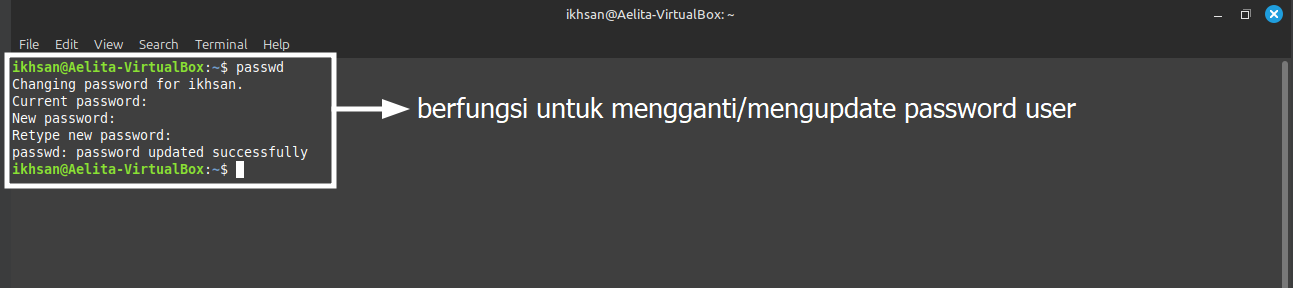 ikhsan@Aelita-VirtualBox: ~
File Edit View Search Terminal Help
ikhsan@Aelita-VirtualBox:~$ passwd
Changing password for ikhsan.
Current password:
New password:
Retype new password:
passwd: password updated successfully
ikhsan@Aelita-VirtualBox:~$
berfungsi untuk mengganti/mengupdate password user